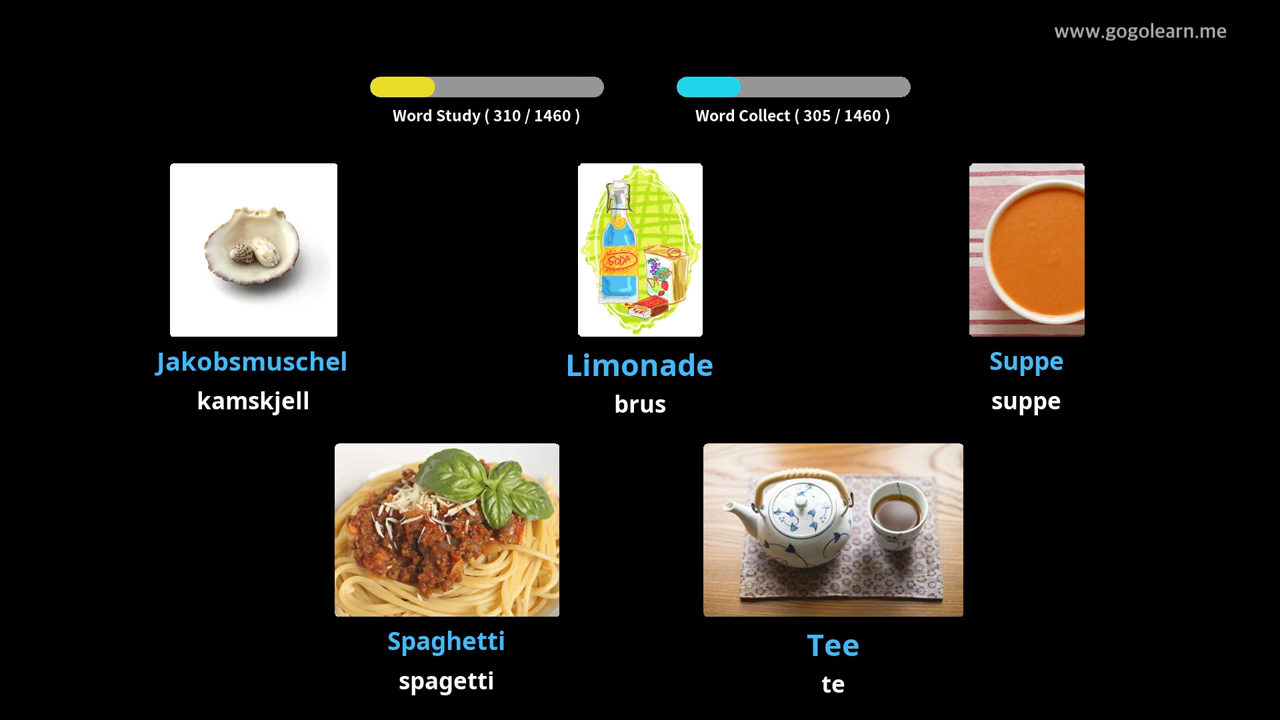 www.gogolearn.me
Word Study ( 310 / 1460 )
Word Collect ( 305 / 1460 )
SODA
Jakobsmuschel
kamskjell
Limonade
brus
Suppe
suppe
Spaghetti
spagetti
Tee
te